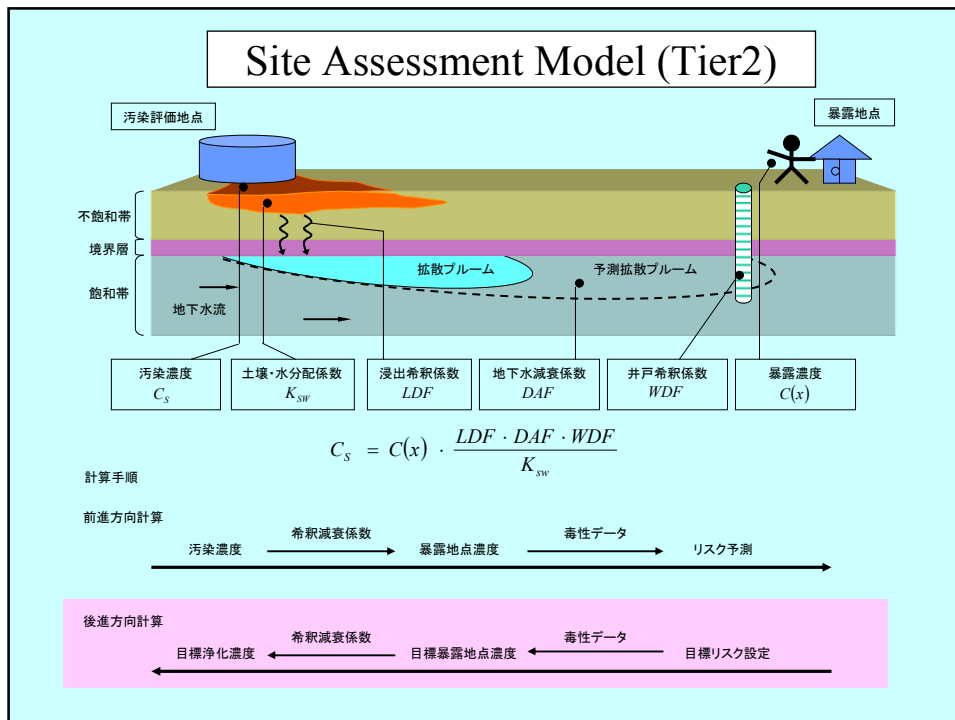 Site Assessment Model (Tier2)
汚染評価地点
暴露地点
不飽和帯
境界層
飽和帯
拡散プルーム
予測拡散プルーム
地下水流
汚染濃度
C_S
土壌・水分配係数
K_SW
浸出希釈係数
LDF
地下水減衰係数
DAF
井戸希釈係数
WDF
暴露濃度
C(x)
C_S = C(x) · LDF · DAF · WDF / K_sw
計算手順
前進方向計算
汚染濃度 希釈減衰係数 暴露地点濃度 毒性データ リスク予測
後進方向計算
目標浄化濃度 希釈減衰係数 目標暴露地点濃度 毒性データ 目標リスク設定